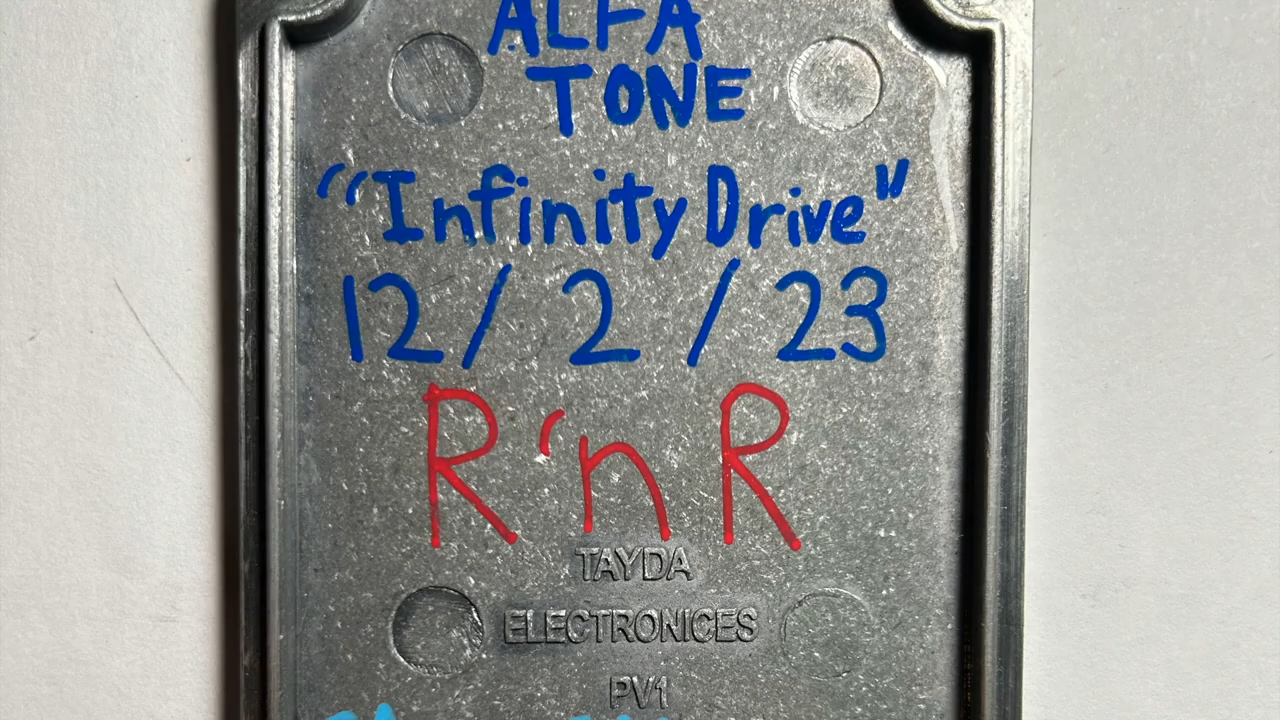 ALFA
TONE
"Infinity Drive"
12/2/23
R 'n R
TAYDA
ELECTRONICES
PV1